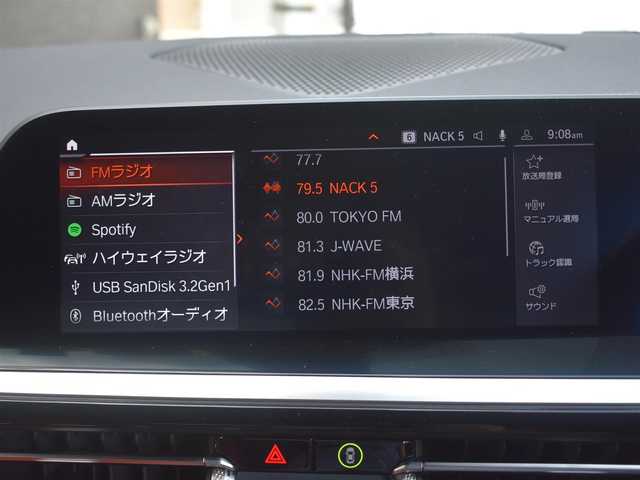 6 NACK 5 9:08am
FMラジオ
AMラジオ
Spotify
ハイウェイラジオ
USB SanDisk 3.2Gen1
Bluetoothオーディオ
77.7
79.5 NACK 5
80.0 TOKYO FM
81.3 J-WAVE
81.9 NHK-FM横浜
82.5 NHK-FM東京
放送局登録
マニュアル選局
トラック認識
サウンド